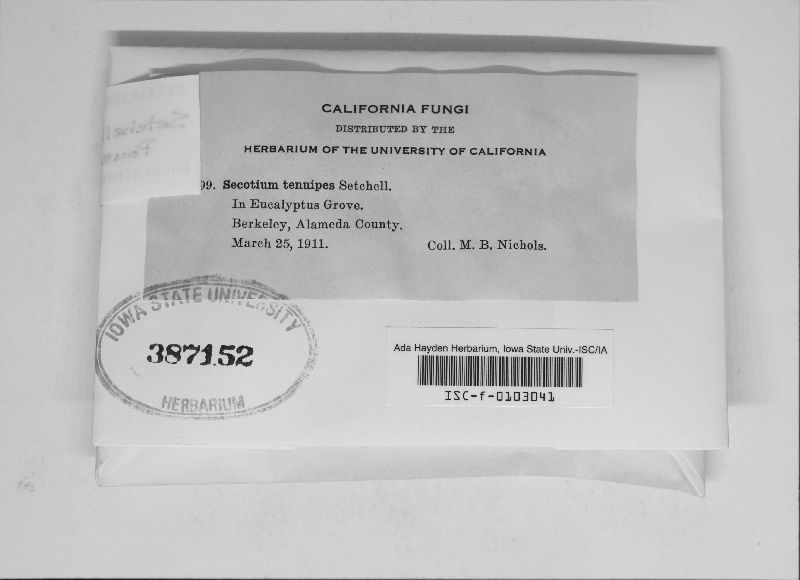 CALIFORNIA FUNGI
DISTRIBUTED BY THE
HERBARIUM OF THE UNIVERSITY OF CALIFORNIA
99. Secotium tenuipes Setchell.
In Eucalyptus Grove.
Berkeley, Alameda County.
March 25, 1911. Coll. M. B. Nichols.
IOWA STATE UNIVERSITY
387152
HERBARIUM
Ada Hayden Herbarium, Iowa State Univ.-ISC/IA
ISC-f-0103041